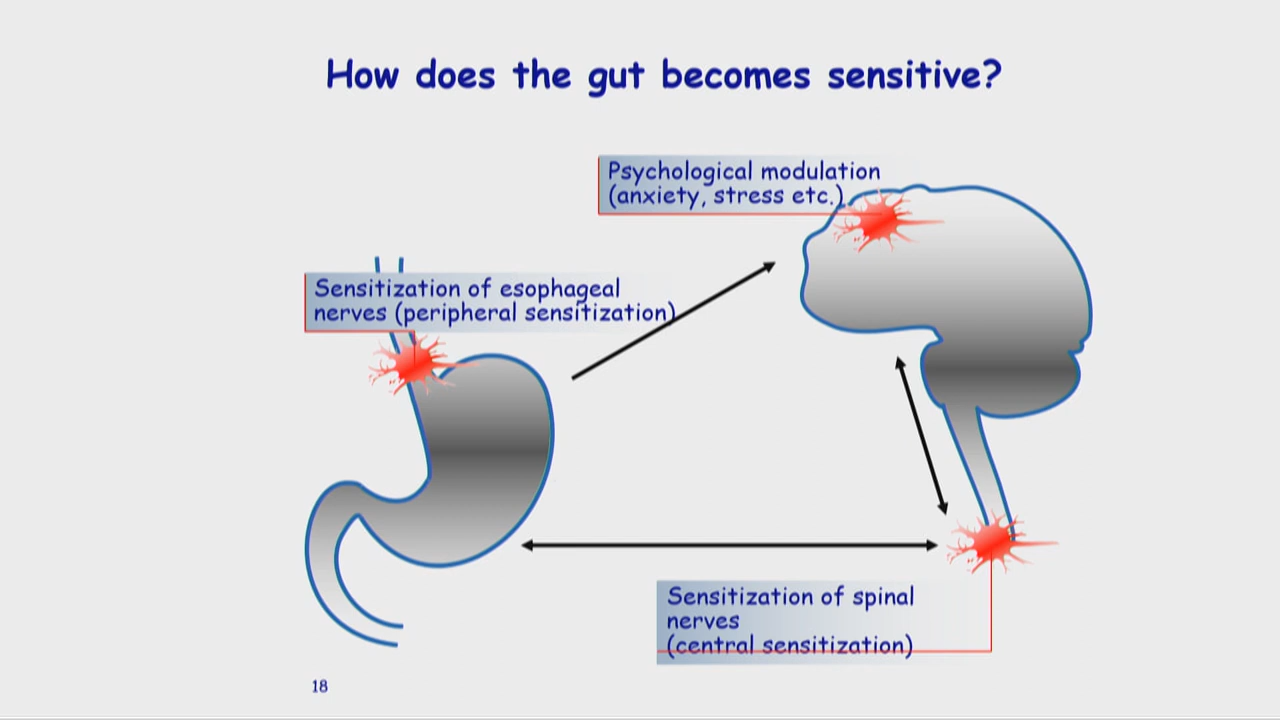 How does the gut becomes sensitive?
Psychological modulation
(anxiety, stress etc.)
Sensitization of esophageal
nerves (peripheral sensitization)
Sensitization of spinal
nerves
(central sensitization)
18